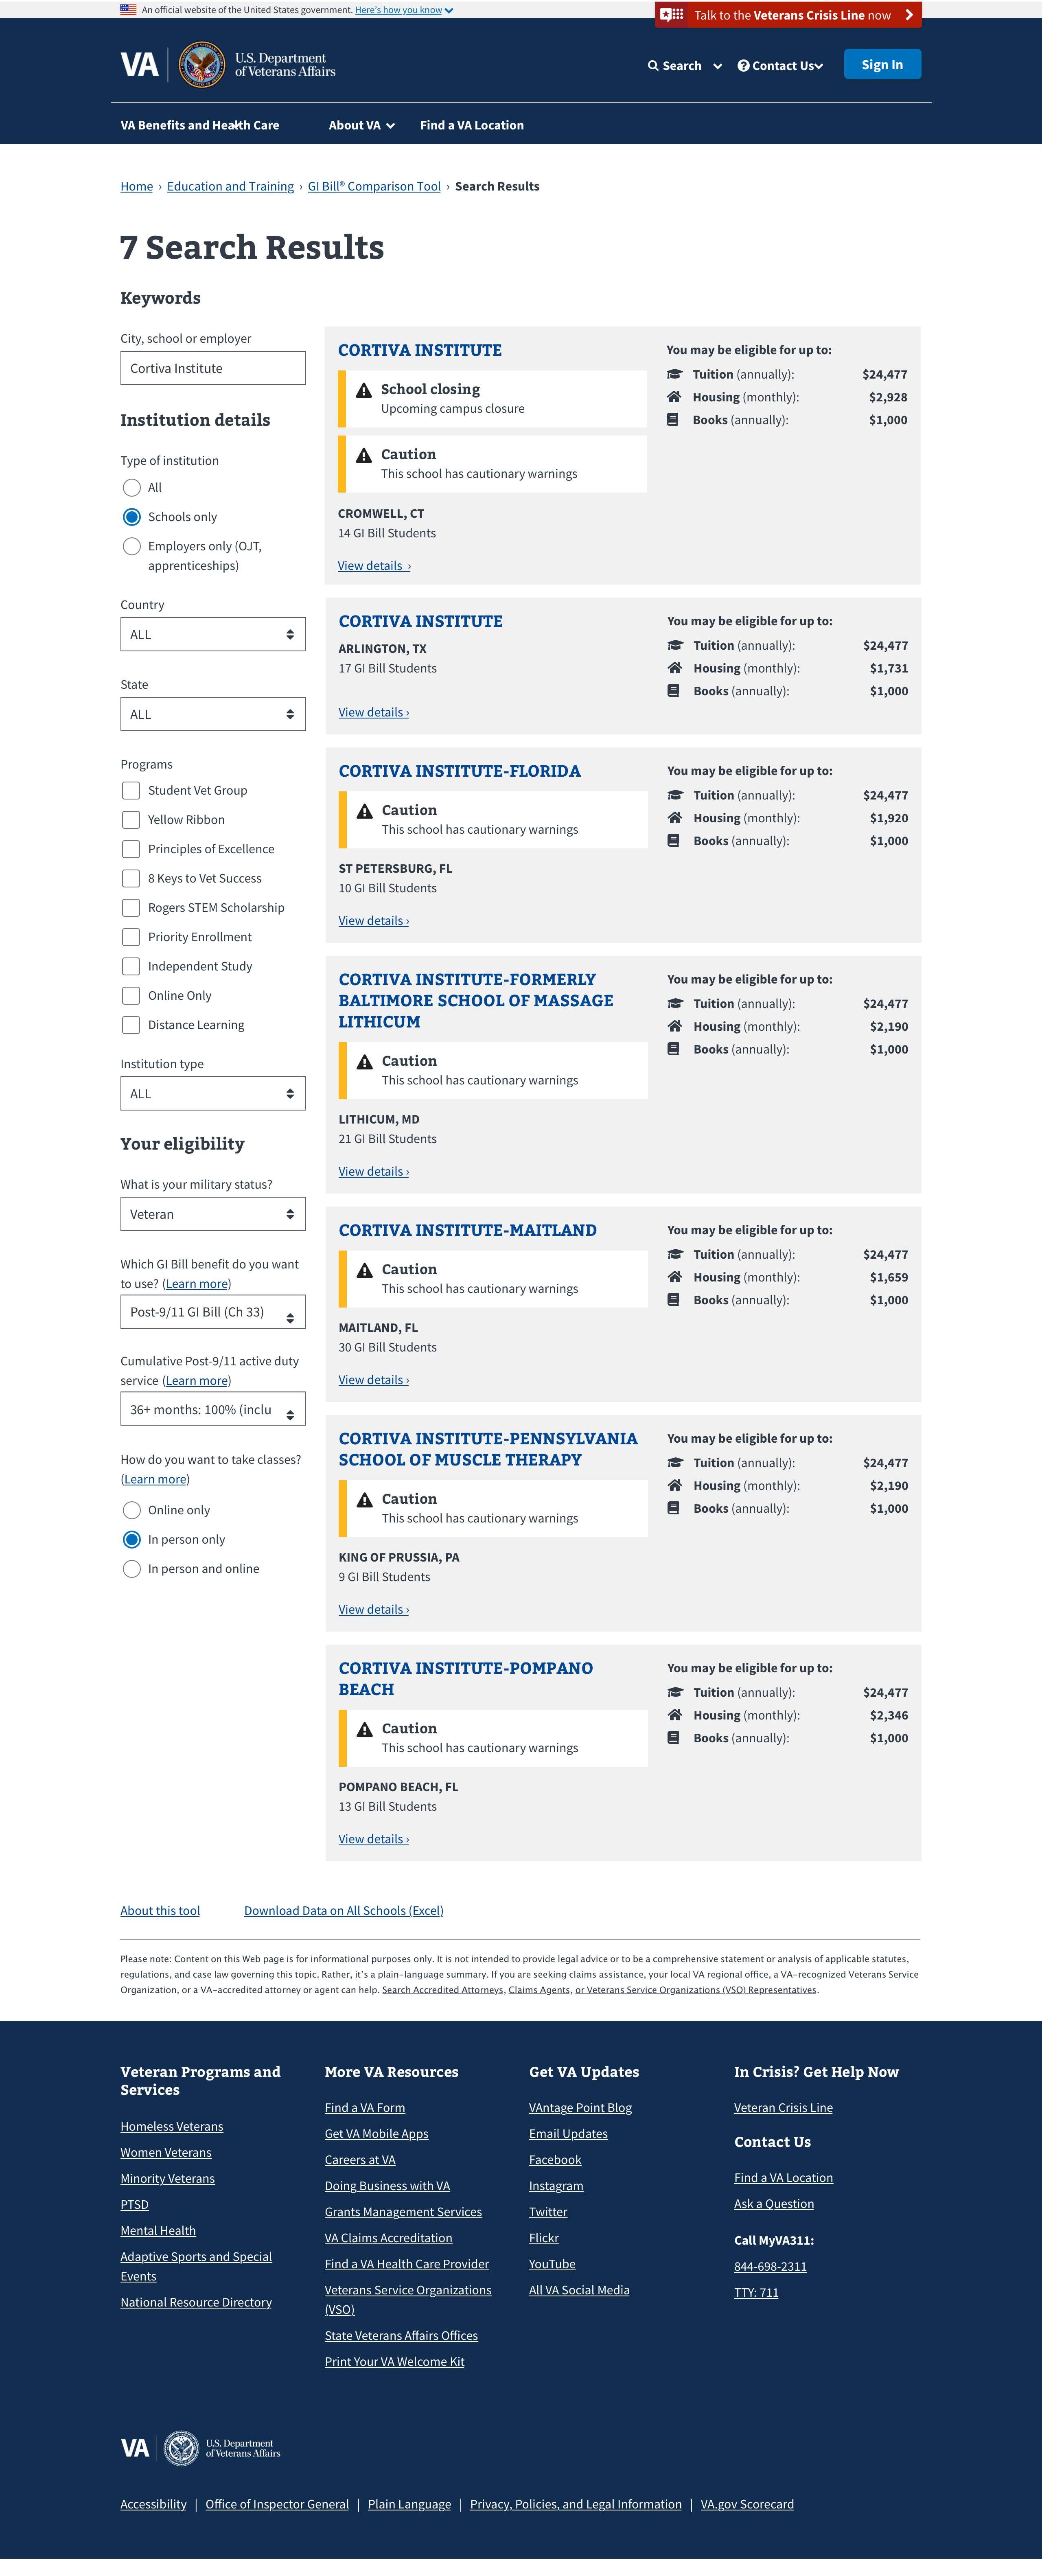 An official website of the United States government. Here's how you know
Talk to the Veterans Crisis Line now
VA
U.S. Department
of Veterans Affairs
Search
Contact Us
Sign In
VA Benefits and Health Care
About VA
Find a VA Location
Home › Education and Training › GI Bill® Comparison Tool › Search Results
7 Search Results
Keywords
City, school or employer
Cortiva Institute
Institution details
Type of institution
All
Schools only
Employers only (OJT,
apprenticeships)
Country
ALL
State
ALL
Programs
Student Vet Group
Yellow Ribbon
Principles of Excellence
8 Keys to Vet Success
Rogers STEM Scholarship
Priority Enrollment
Independent Study
Online Only
Distance Learning
Institution type
ALL
Your eligibility
What is your military status?
Veteran
Which GI Bill benefit do you want
to use? (Learn more)
Post-9/11 GI Bill (Ch 33)
Cumulative Post-9/11 active duty
service (Learn more)
36+ months: 100% (inclu
How do you want to take classes?
(Learn more)
Online only
In person only
In person and online
CORTIVA INSTITUTE
School closing
Upcoming campus closure
Caution
This school has cautionary warnings
CROMWELL, CT
14 GI Bill Students
View details ›
You may be eligible for up to:
Tuition (annually): $24,477
Housing (monthly): $2,928
Books (annually): $1,000
CORTIVA INSTITUTE
ARLINGTON, TX
17 GI Bill Students
View details ›
You may be eligible for up to:
Tuition (annually): $24,477
Housing (monthly): $1,731
Books (annually): $1,000
CORTIVA INSTITUTE-FLORIDA
Caution
This school has cautionary warnings
ST PETERSBURG, FL
10 GI Bill Students
View details ›
You may be eligible for up to:
Tuition (annually): $24,477
Housing (monthly): $1,920
Books (annually): $1,000
CORTIVA INSTITUTE-FORMERLY
BALTIMORE SCHOOL OF MASSAGE
LITHICUM
Caution
This school has cautionary warnings
LITHICUM, MD
21 GI Bill Students
View details ›
You may be eligible for up to:
Tuition (annually): $24,477
Housing (monthly): $2,190
Books (annually): $1,000
CORTIVA INSTITUTE-MAITLAND
Caution
This school has cautionary warnings
MAITLAND, FL
30 GI Bill Students
View details ›
You may be eligible for up to:
Tuition (annually): $24,477
Housing (monthly): $1,659
Books (annually): $1,000
CORTIVA INSTITUTE-PENNSYLVANIA
SCHOOL OF MUSCLE THERAPY
Caution
This school has cautionary warnings
KING OF PRUSSIA, PA
9 GI Bill Students
View details ›
You may be eligible for up to:
Tuition (annually): $24,477
Housing (monthly): $2,190
Books (annually): $1,000
CORTIVA INSTITUTE-POMPANO
BEACH
Caution
This school has cautionary warnings
POMPANO BEACH, FL
13 GI Bill Students
View details ›
You may be eligible for up to:
Tuition (annually): $24,477
Housing (monthly): $2,346
Books (annually): $1,000
About this tool
Download Data on All Schools (Excel)
Please note: Content on this Web page is for informational purposes only. It is not intended to provide legal advice or to be a comprehensive statement or analysis of applicable statutes,
regulations, and case law governing this topic. Rather, it's a plain-language summary. If you are seeking claims assistance, your local VA regional office, a VA-recognized Veterans Service
Organization, or a VA-accredited attorney or agent can help. Search Accredited Attorneys, Claims Agents, or Veterans Service Organizations (VSO) Representatives.
Veteran Programs and
Services
Homeless Veterans
Women Veterans
Minority Veterans
PTSD
Mental Health
Adaptive Sports and Special
Events
National Resource Directory
More VA Resources
Find a VA Form
Get VA Mobile Apps
Careers at VA
Doing Business with VA
Grants Management Services
VA Claims Accreditation
Find a VA Health Care Provider
Veterans Service Organizations
(VSO)
State Veterans Affairs Offices
Print Your VA Welcome Kit
Get VA Updates
VAntage Point Blog
Email Updates
Facebook
Instagram
Twitter
Flickr
YouTube
All VA Social Media
In Crisis? Get Help Now
Veteran Crisis Line
Contact Us
Find a VA Location
Ask a Question
Call MyVA311:
844-698-2311
TTY: 711
VA
U.S. Department
of Veterans Affairs
Accessibility | Office of Inspector General | Plain Language | Privacy, Policies, and Legal Information | VA.gov Scorecard